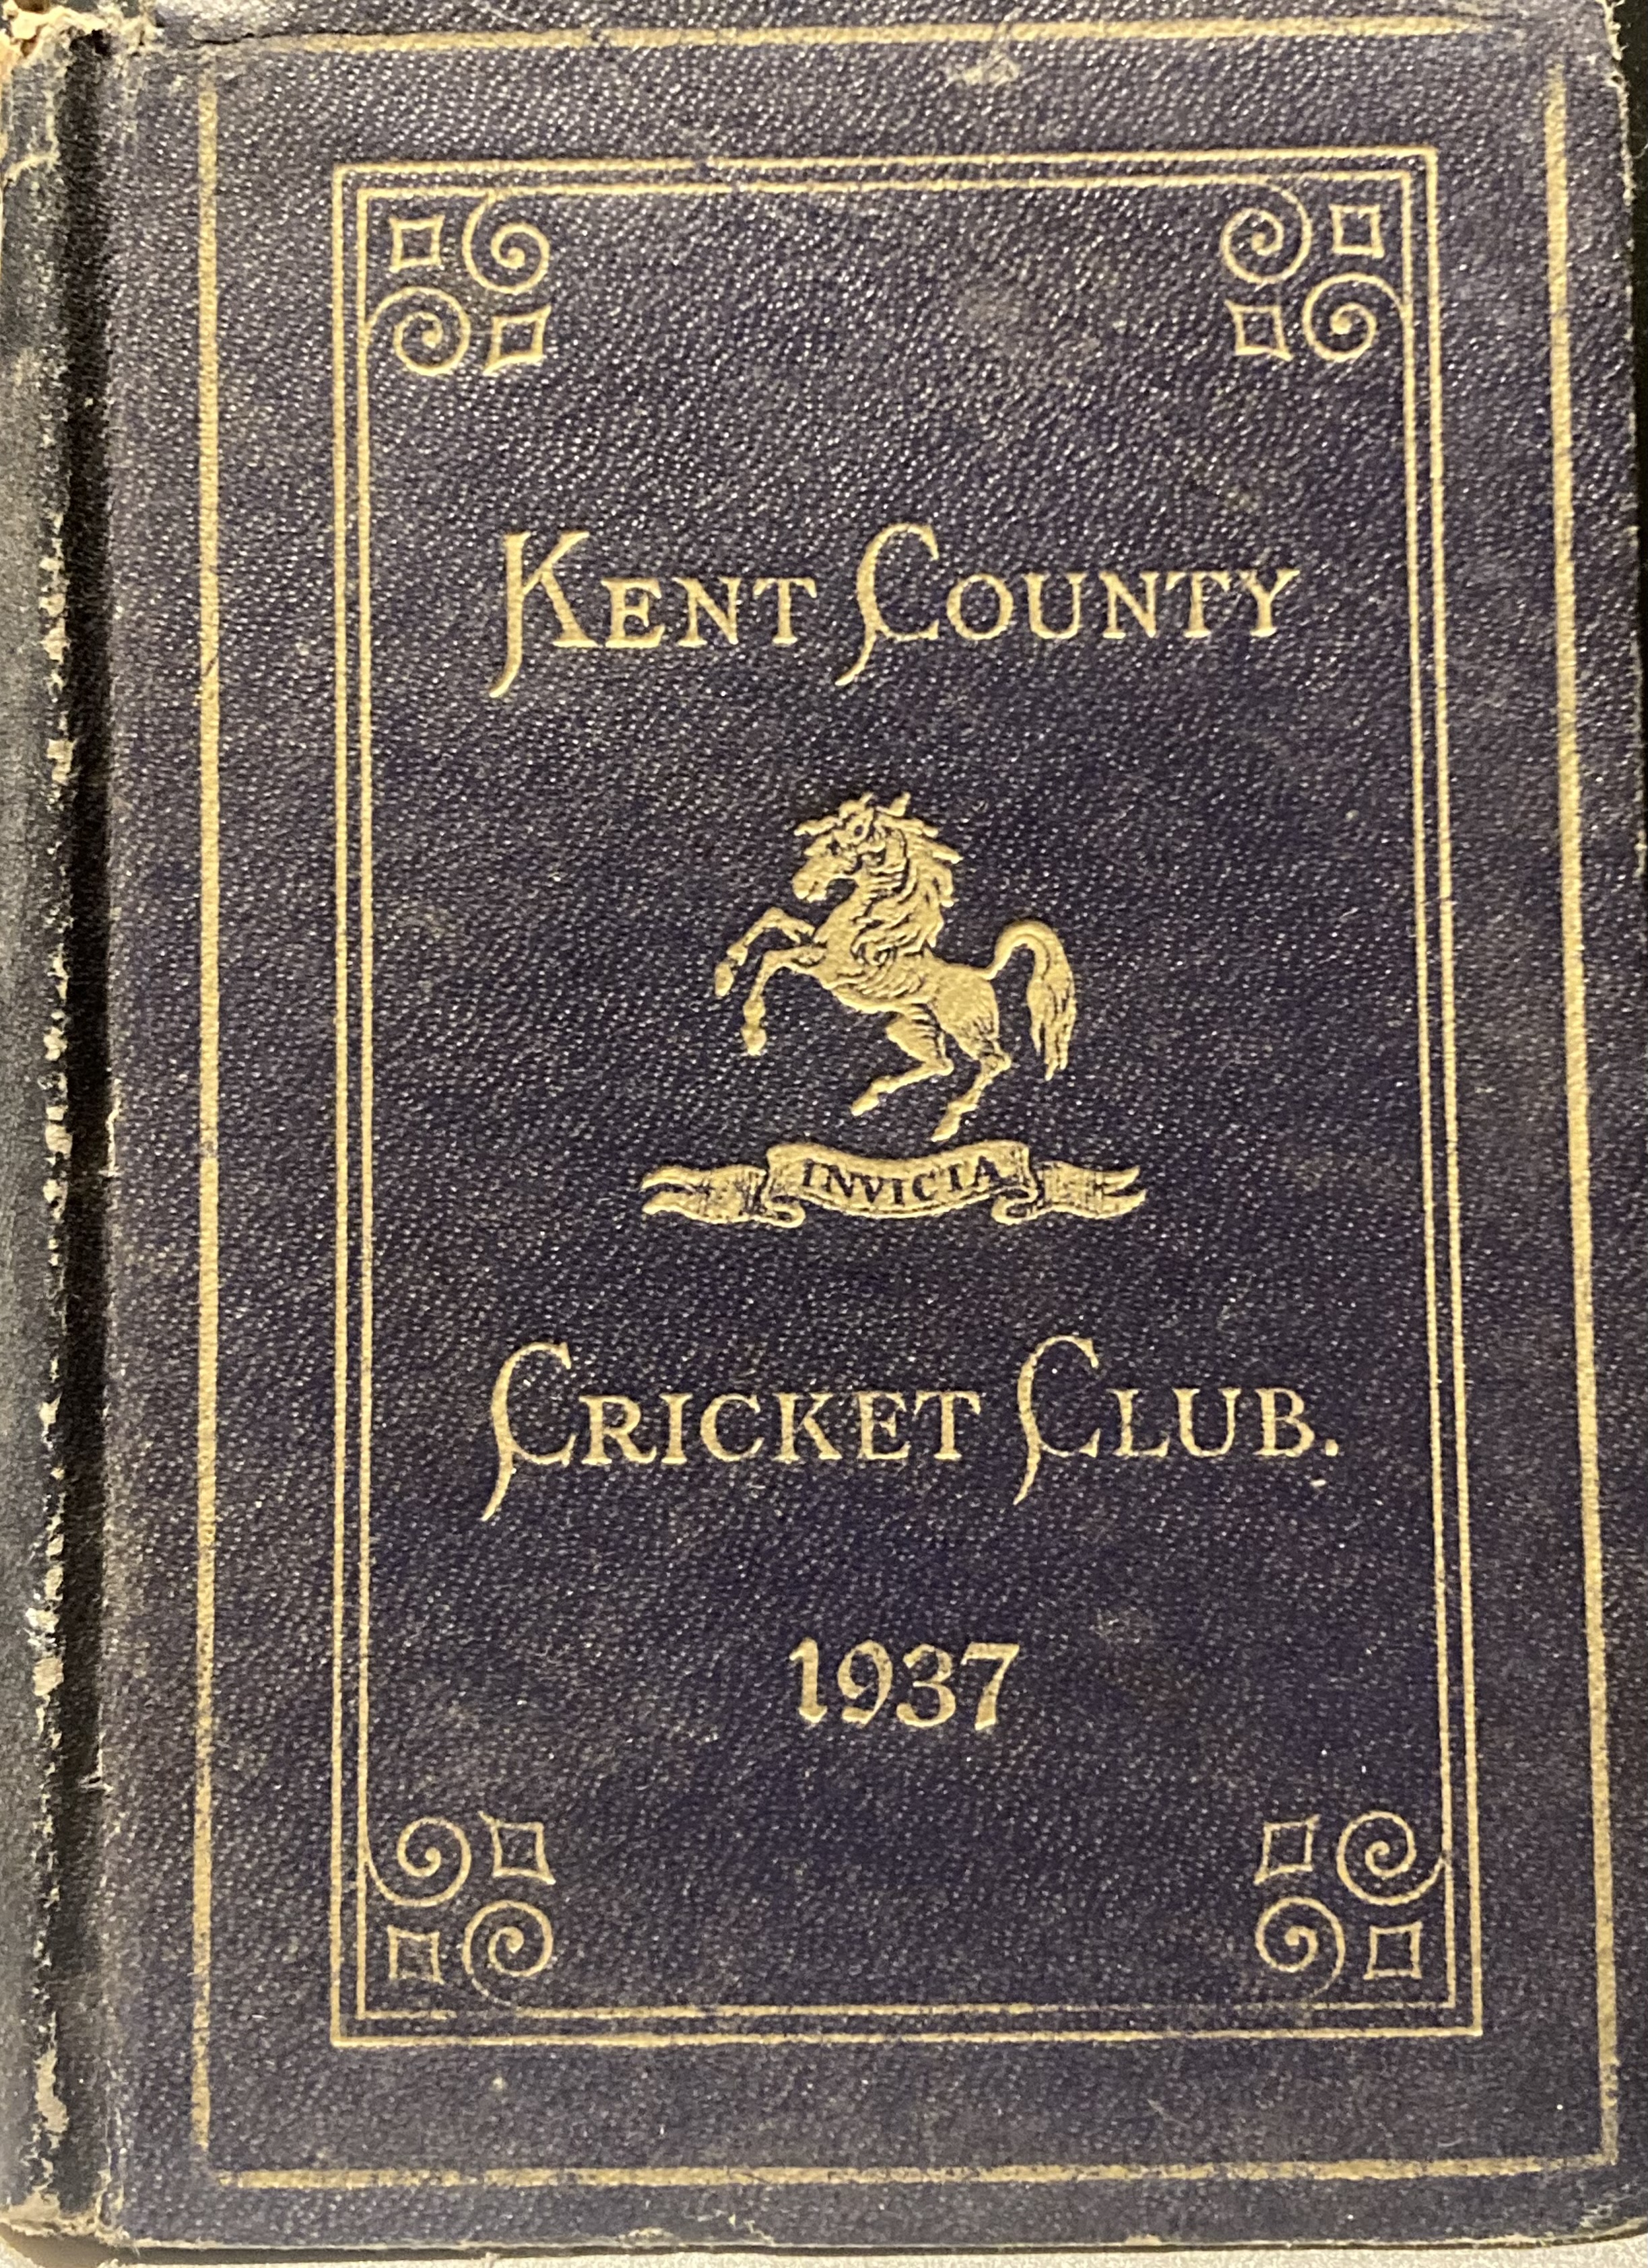 KENT COUNTY
INVICTA
CRICKET CLUB.
1937